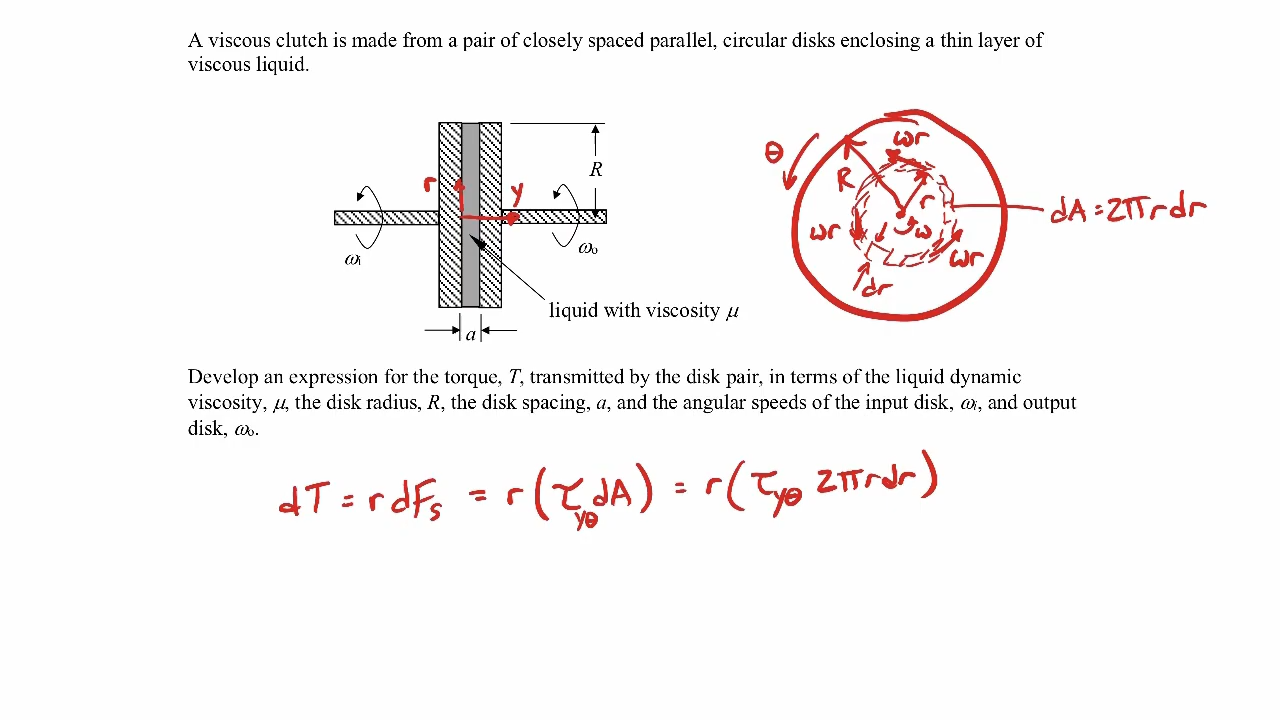 A viscous clutch is made from a pair of closely spaced parallel, circular disks enclosing a thin layer of
viscous liquid.
R
r
y
ωᵢ
ωₒ
a
liquid with viscosity μ
θ
ωr
R
r
ωr
ω
ωr
dr
dA = 2πrdr
Develop an expression for the torque, T, transmitted by the disk pair, in terms of the liquid dynamic
viscosity, μ, the disk radius, R, the disk spacing, a, and the angular speeds of the input disk, ωᵢ, and output
disk, ωₒ.
dT = r dFₛ = r(τ_yθ dA) = r(τ_yθ 2πrdr)